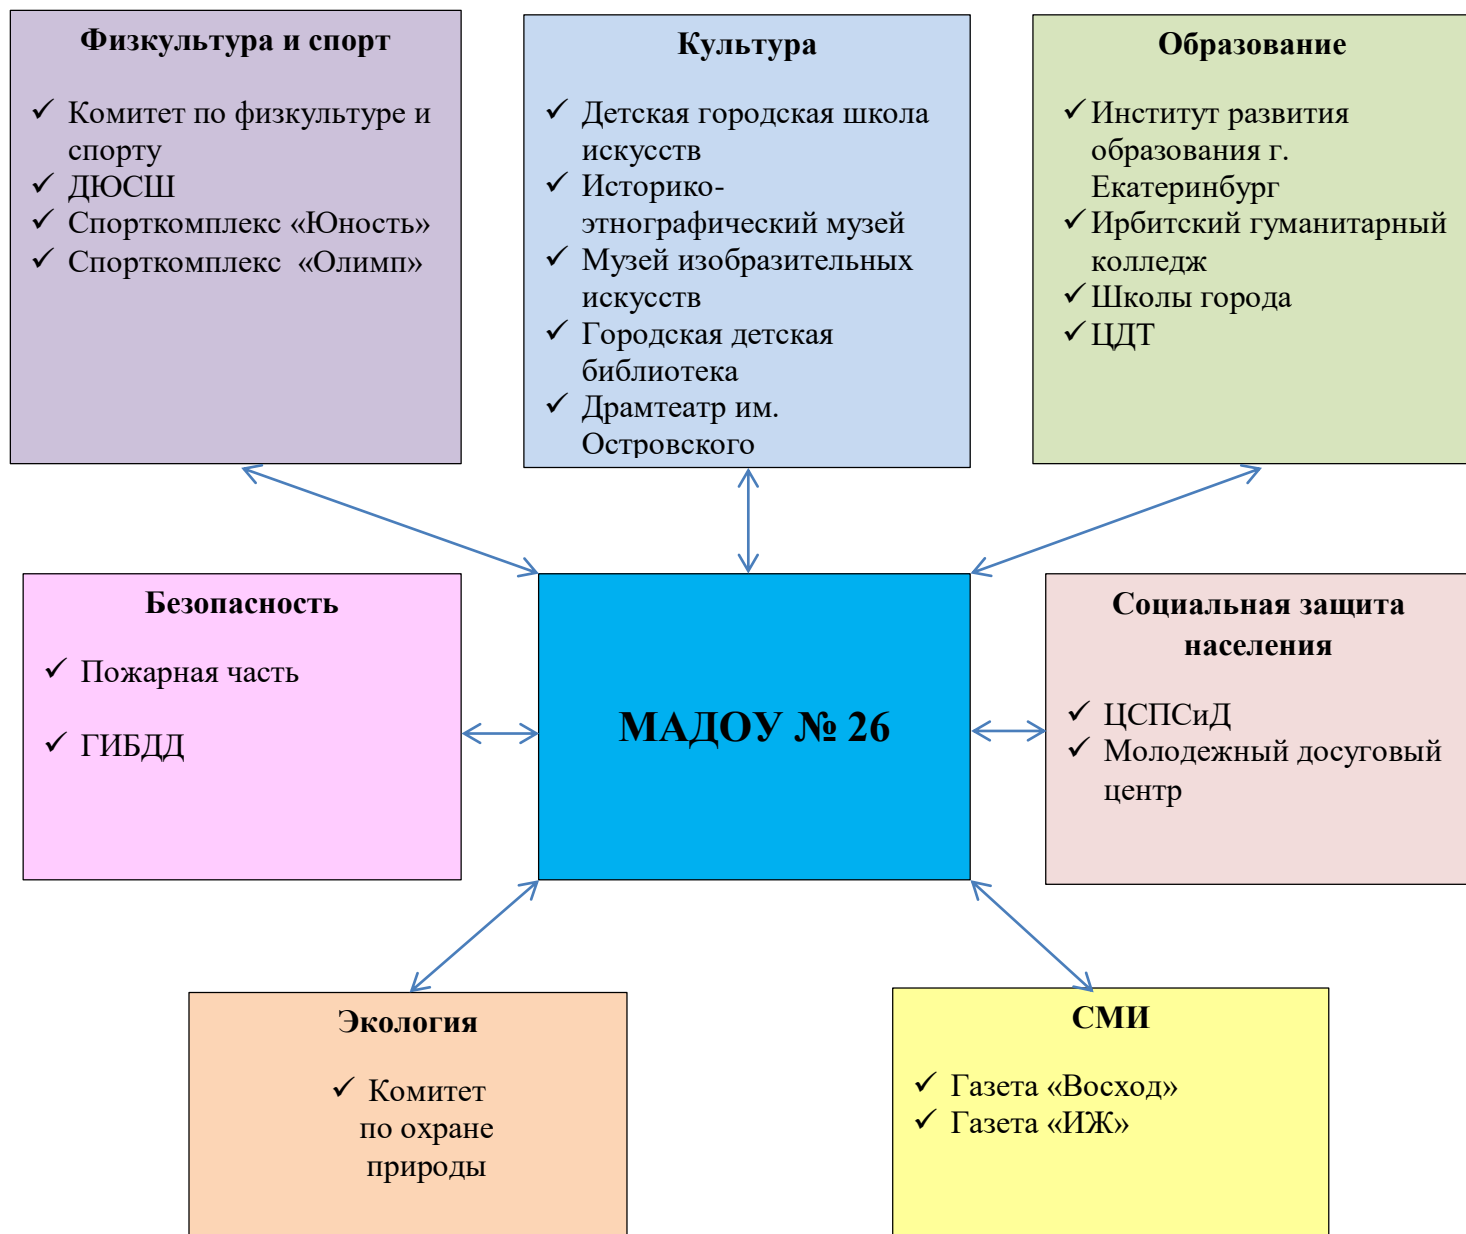 Физкультура и спорт
Комитет по физкультуре и
спорту
ДЮСШ
Спорткомплекс «Юность»
Спорткомплекс «Олимп»
Культура
Детская городская школа
искусств
Историко-
этнографический музей
Музей изобразительных
искусств
Городская детская
библиотека
Драмтеатр им.
Островского
Образование
Институт развития
образования г.
Екатеринбург
Ирбитский гуманитарный
колледж
Школы города
ЦДТ
Безопасность
Пожарная часть
ГИБДД
МАДОУ № 26
Социальная защита
населения
ЦСПСиД
Молодежный досуговый
центр
Экология
Комитет
по охране
природы
СМИ
Газета «Восход»
Газета «ИЖ»